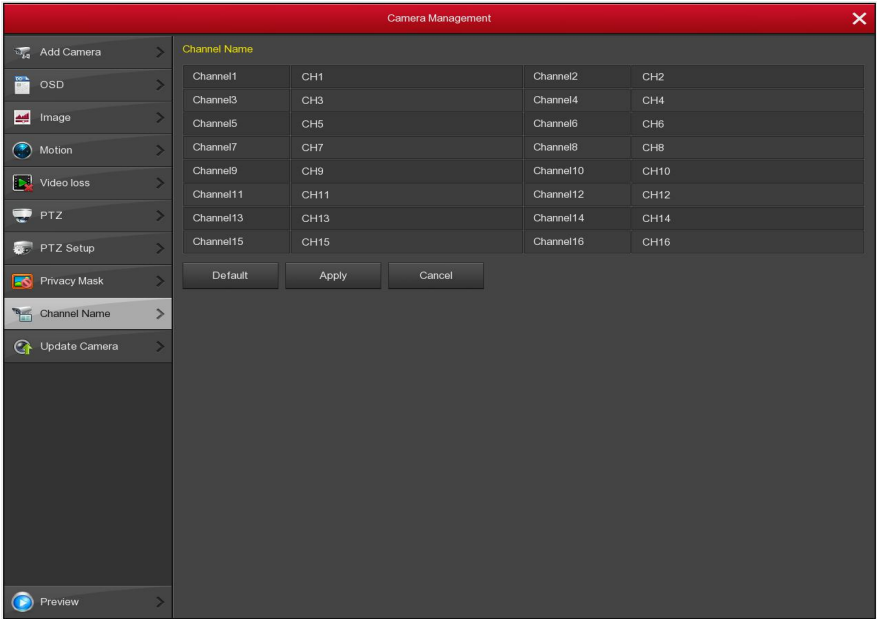 Camera Management
Add Camera
OSD
Image
Motion
Video loss
PTZ
PTZ Setup
Privacy Mask
Channel Name
Update Camera
Preview
Channel Name
Channel1 CH1 Channel2 CH2
Channel3 CH3 Channel4 CH4
Channel5 CH5 Channel6 CH6
Channel7 CH7 Channel8 CH8
Channel9 CH9 Channel10 CH10
Channel11 CH11 Channel12 CH12
Channel13 CH13 Channel14 CH14
Channel15 CH15 Channel16 CH16
Default Apply Cancel